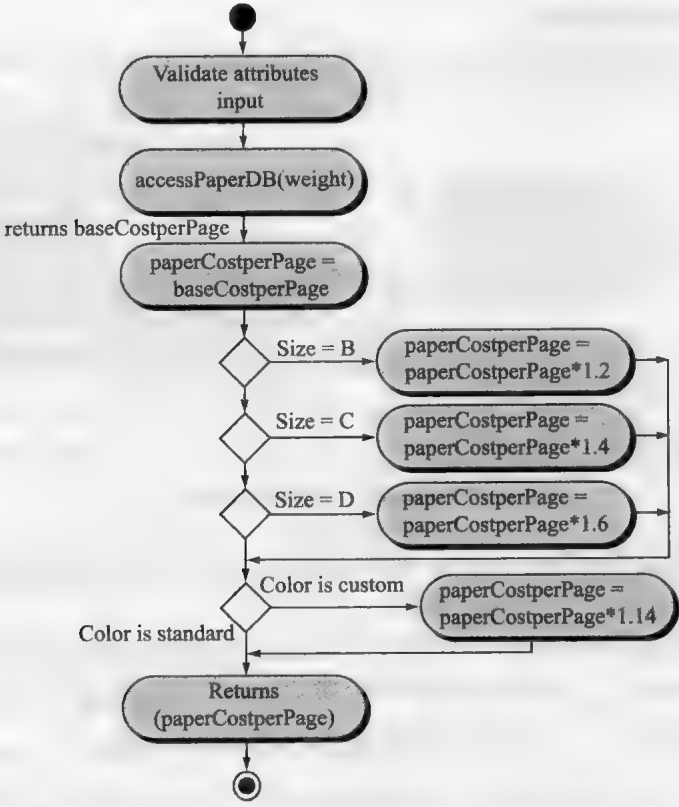 Validate attributes
input
accessPaperDB(weight)
returns baseCostperPage
paperCostperPage =
baseCostperPage
Size = B
paperCostperPage =
paperCostperPage*1.2
Size = C
paperCostperPage =
paperCostperPage*1.4
Size = D
paperCostperPage =
paperCostperPage*1.6
Color is custom
paperCostperPage =
paperCostperPage*1.14
Color is standard
Returns
(paperCostperPage)